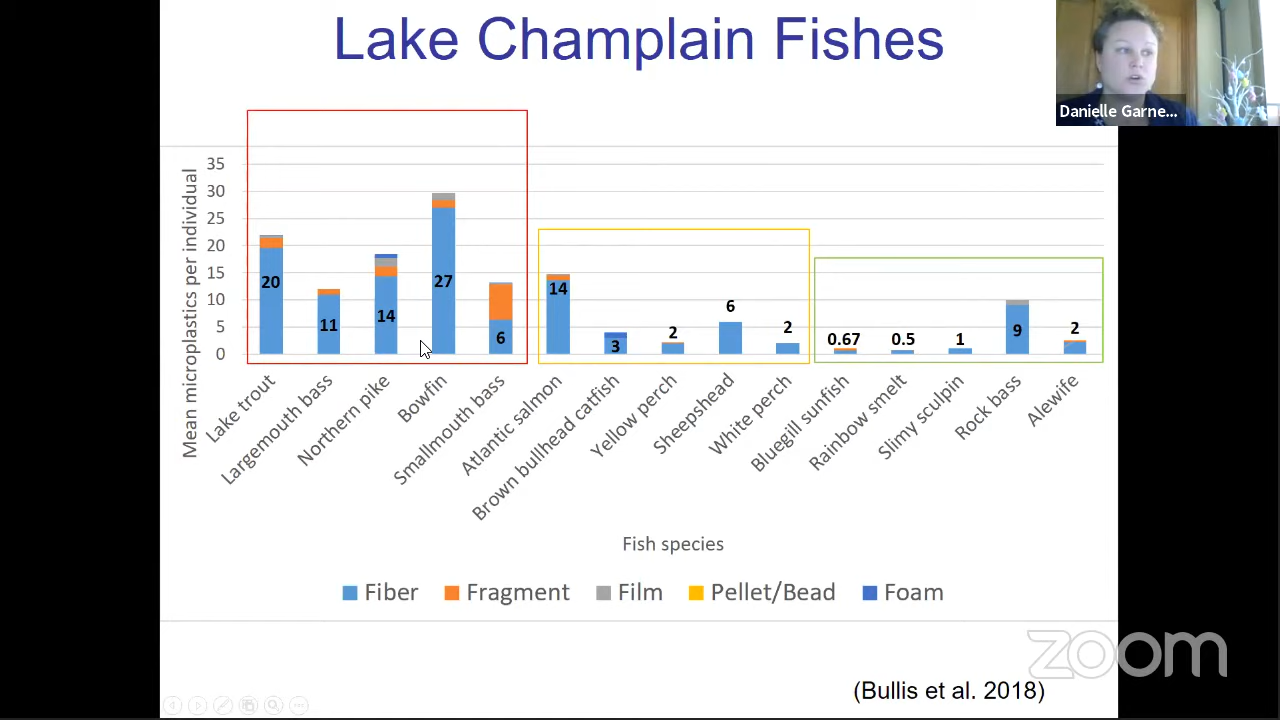 Lake Champlain Fishes
Danielle Garne...
Mean microplastics per individual
35
30
25
20
15
10
5
0
20
11
14
27
6
14
3
2
6
2
0.67
0.5
1
9
2
Lake trout
Largemouth bass
Northern pike
Bowfin
Smallmouth bass
Atlantic salmon
Brown bullhead catfish
Yellow perch
Sheepshead
White perch
Bluegill sunfish
Rainbow smelt
Slimy sculpin
Rock bass
Alewife
Fish species
Fiber Fragment Film Pellet/Bead Foam
zoom
(Bullis et al. 2018)